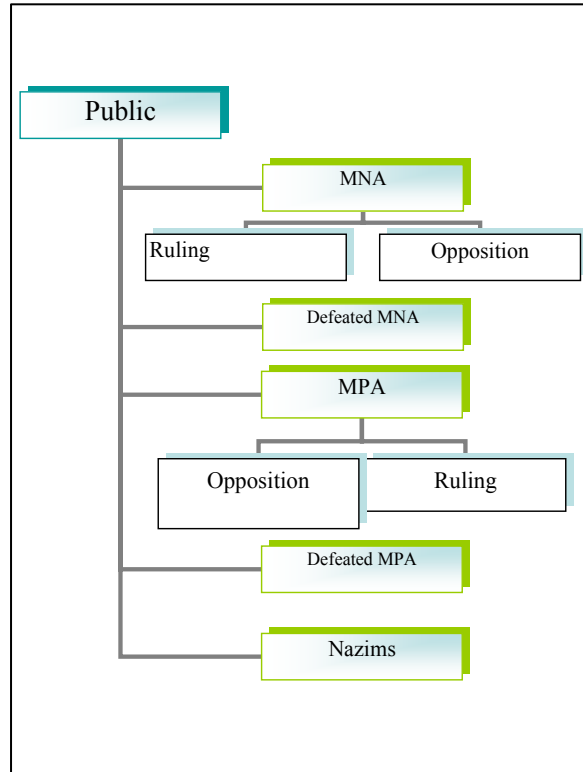 Public
MNA
Ruling
Opposition
Defeated MNA
MPA
Opposition
Ruling
Defeated MPA
Nazims